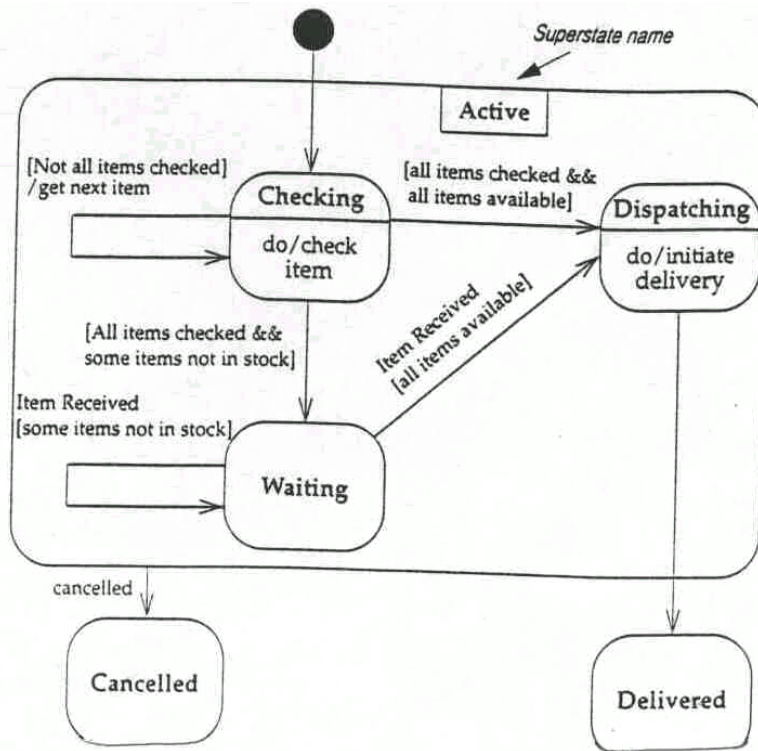 Superstate name
Active
[Not all items checked]
/get next item
[all items checked &&
all items available]
Checking
do/check
item
Dispatching
do/initiate
delivery
[All items checked &&
some items not in stock]
Item Received
[all items available]
Item Received
[some items not in stock]
Waiting
cancelled
Cancelled
Delivered